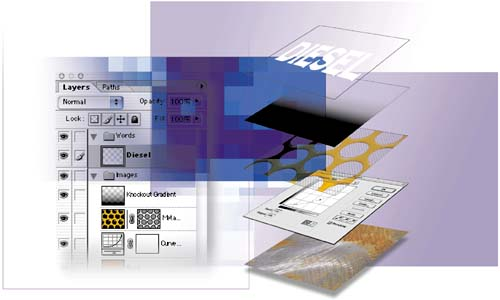 DIESEL
Layers Paths
Normal Opacity: 100%
Lock: Fill: 100%
Words
Diesel
Images
Knockout Gradient
Meta...
Curve...